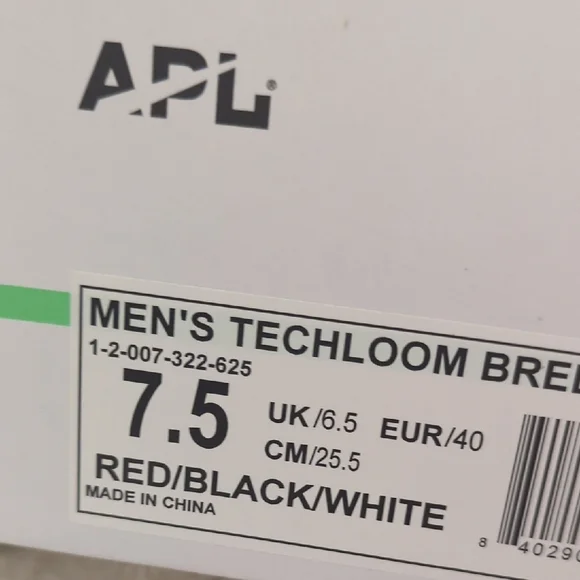 APL®
MEN'S TECHLOOM
1-2-007-322-625
7.5 UK/6.5 EUR/40
CM/25.5
RED/BLACK/WHITE
MADE IN CHINA
8